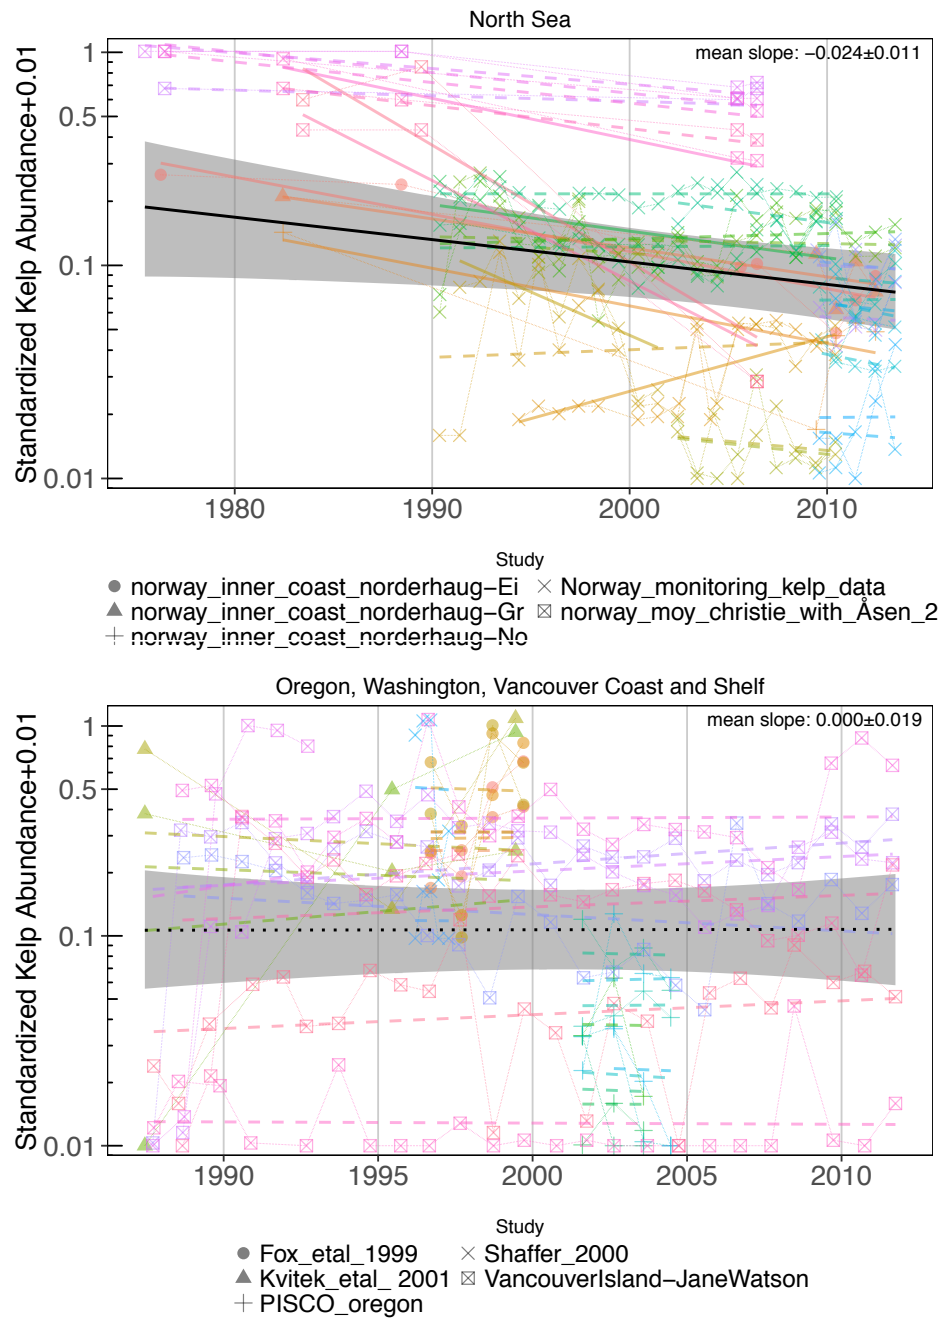 North Sea
mean slope: −0.024±0.011
Standardized Kelp Abundance+0.01
1
0.5
0.1
0.01
1980 1990 2000 2010
Study
norway_inner_coast_norderhaug−Ei
Norway_monitoring_kelp_data
norway_inner_coast_norderhaug−Gr
norway_moy_christie_with_Åsen_2
norway_inner_coast_norderhaug−No
Oregon, Washington, Vancouver Coast and Shelf
mean slope: 0.000±0.019
Standardized Kelp Abundance+0.01
1
0.5
0.1
0.01
1990 1995 2000 2005 2010
Study
Fox_etal_1999
Shaffer_2000
Kvitek_etal_ 2001
VancouverIsland−JaneWatson
PISCO_oregon